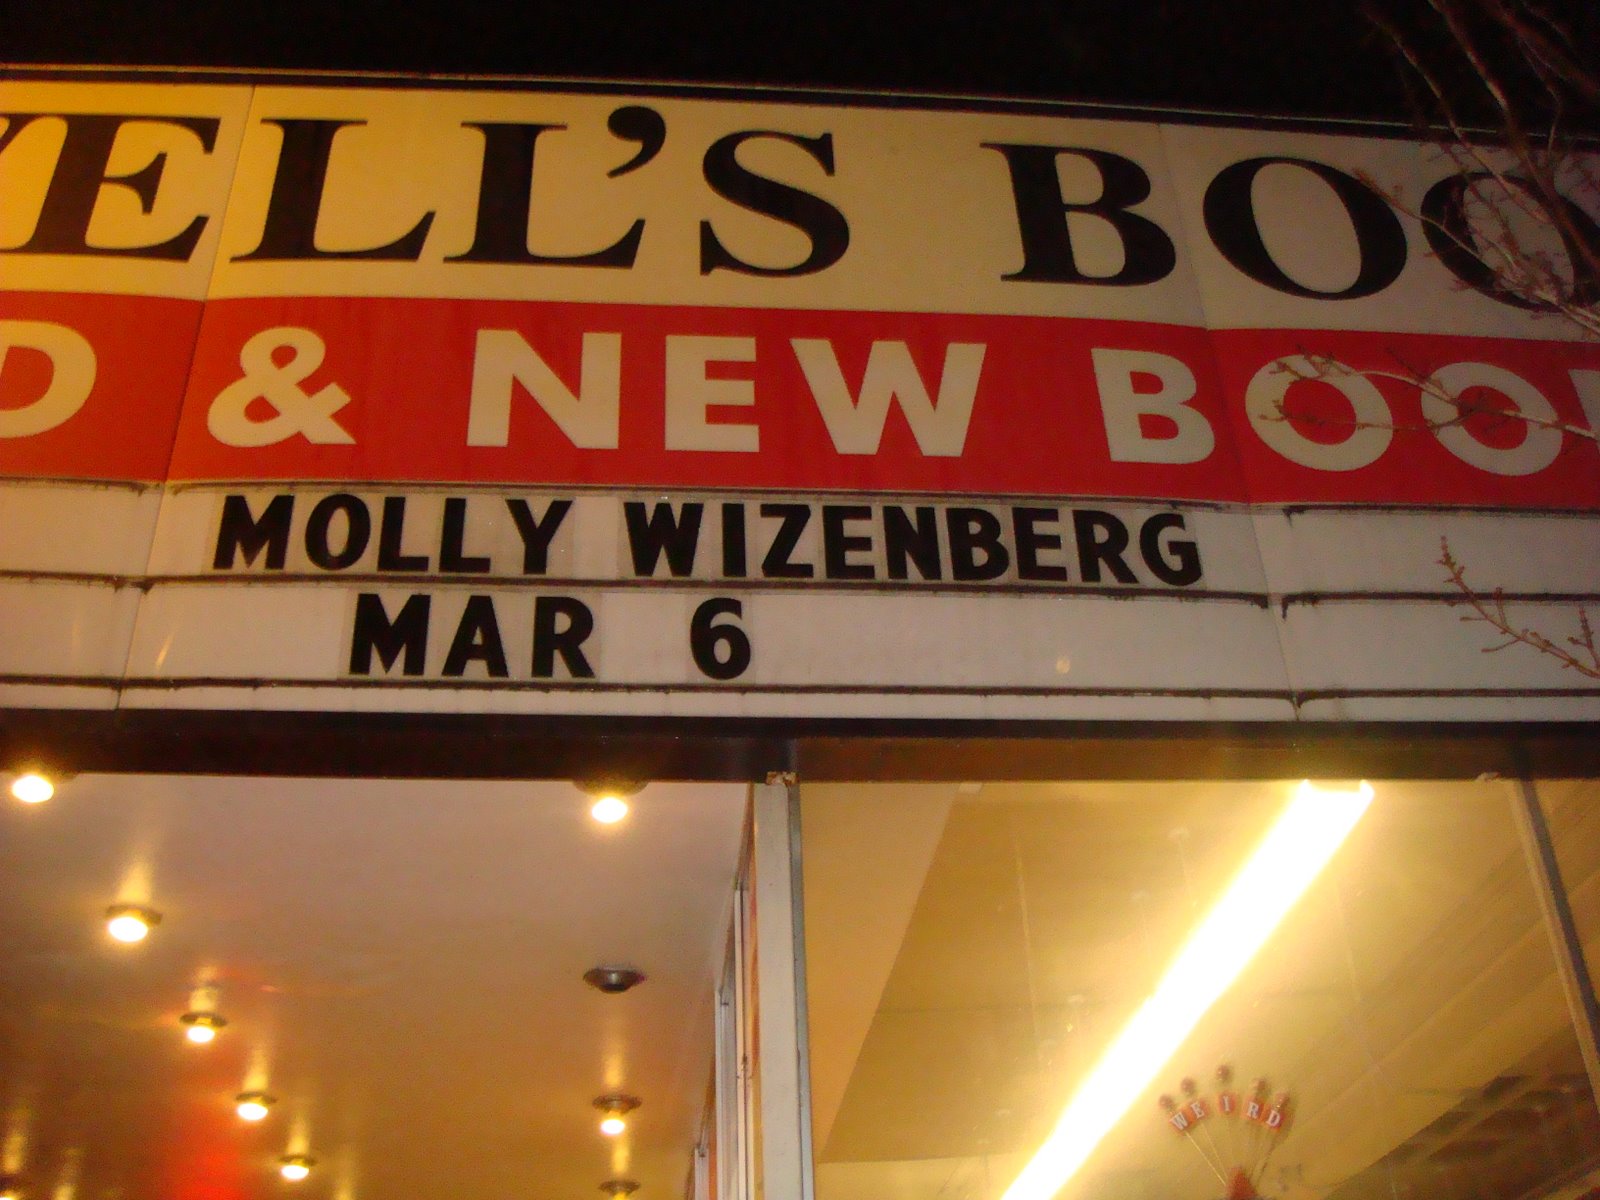 ELL'S BOO
D & NEW BOO
MOLLY WIZENBERG
MAR 6
WEIRD